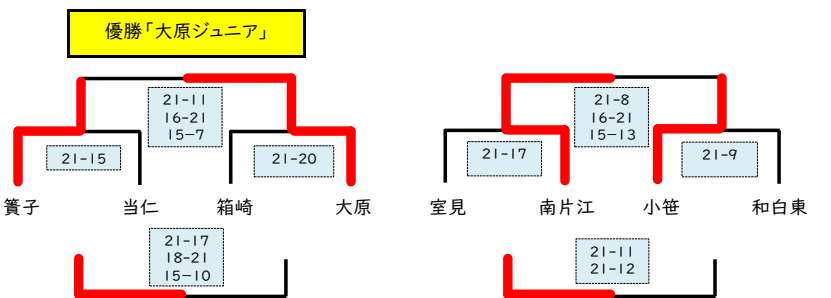 優勝「大原ジュニア」
21-11
16-21
15-7
21-15
21-20
簀子
当仁
箱崎
大原
21-17
18-21
15-10
21-8
16-21
15-13
21-17
21-9
室見
南片江
小笹
和白東
21-11
21-12